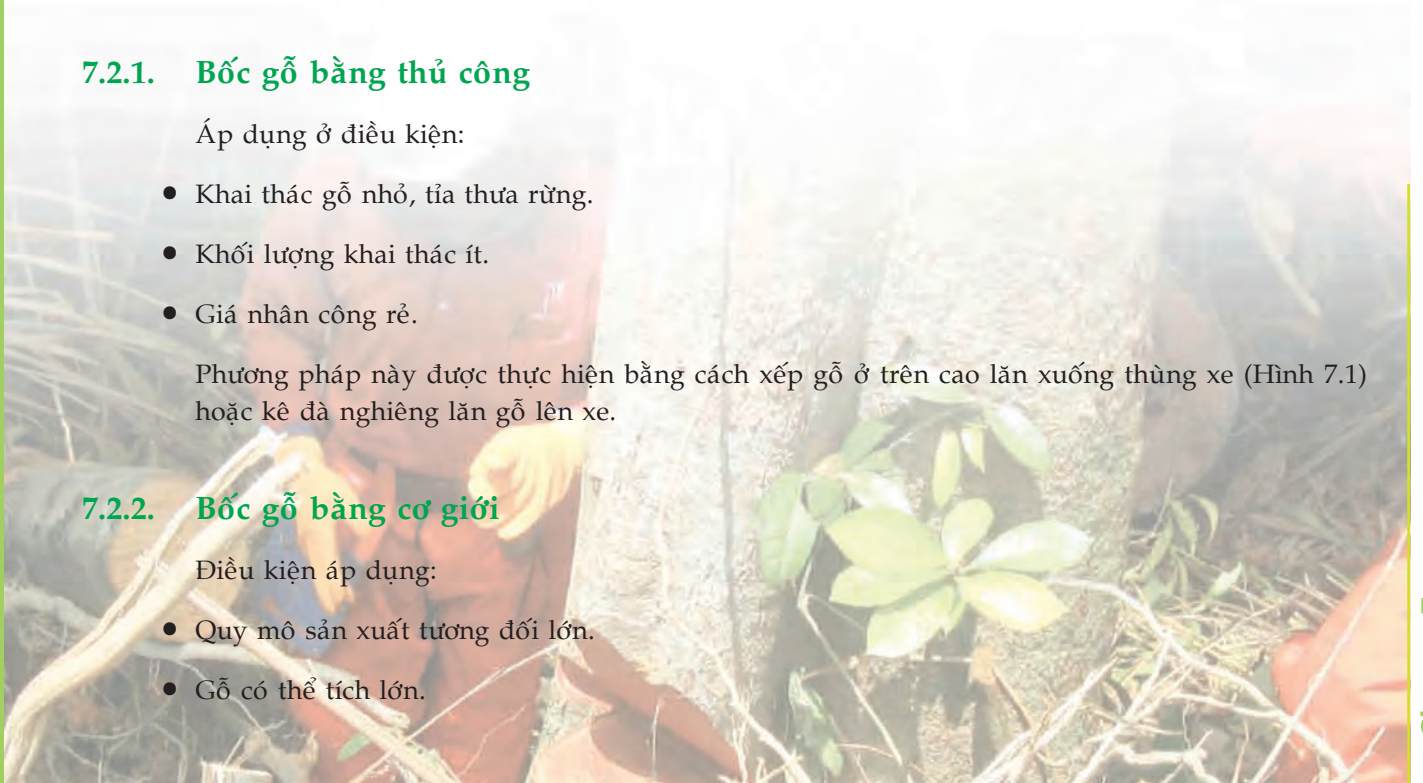 7.2.1. Bốc gỗ bằng thủ công
Áp dụng ở điều kiện:
• Khai thác gỗ nhỏ, tỉa thưa rừng.
• Khối lượng khai thác ít.
• Giá nhân công rẻ.
Phương pháp này được thực hiện bằng cách xếp gỗ ở trên cao lăn xuống thùng xe (Hình 7.1)
hoặc kê đà nghiêng lăn gỗ lên xe.
7.2.2. Bốc gỗ bằng cơ giới
Điều kiện áp dụng:
• Quy mô sản xuất tương đối lớn.
• Gỗ có thể tích lớn.